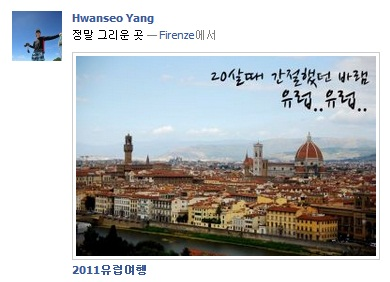 Hwanseo Yang
정말 그리운 곳 — Firenze에서
20살때 간절했던 바램
유럽..유럽..
2011유럽여행